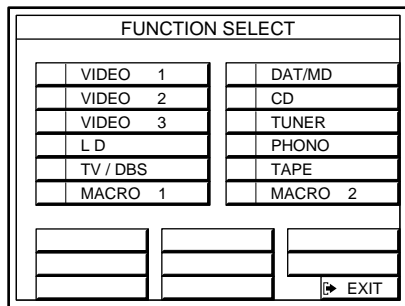 FUNCTION SELECT
VIDEO 1
VIDEO 2
VIDEO 3
L D
TV / DBS
MACRO 1
DAT/MD
CD
TUNER
PHONO
TAPE
MACRO 2
EXIT